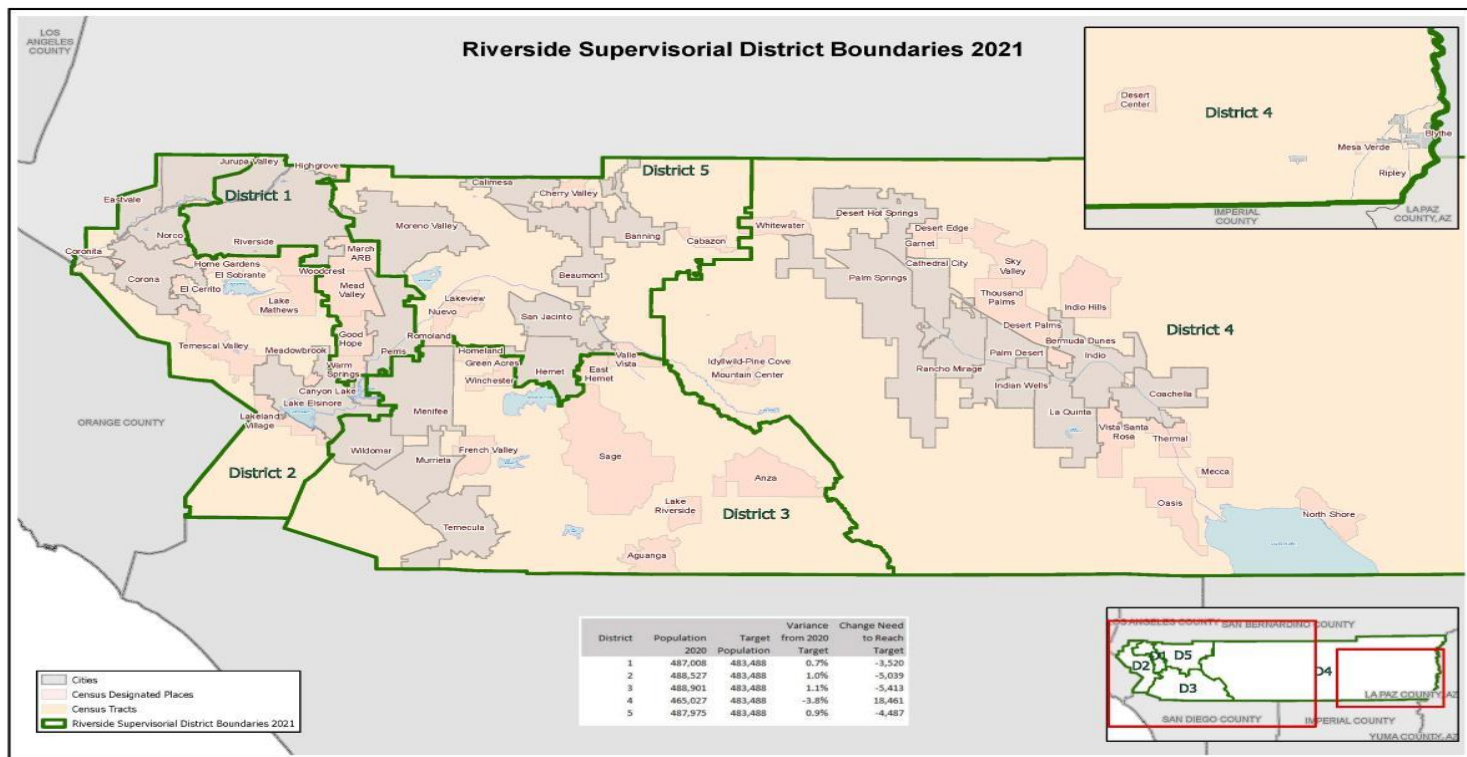 LOS
ANGELES
COUNTY
Riverside Supervisorial District Boundaries 2021
Desert
Center
District 4
Blythe
Mesa Verde
Ripley
IMPERIAL
COUNTY
LA PAZ
COUNTY, AZ
Jurupa Valley
Highgrove
District 5
Eastvale
District 1
Calimesa
Cherry Valley
Norco
Riverside
Moreno Valley
Banning
Cabazon
Whitewater
Desert Hot Springs
Desert Edge
Garnet
Coronita
Corona
Home Gardens
El Sobrante
March
ARB
Woodcrest
El Cerrito
Mead
Valley
Lake
Mathews
Beaumont
Cathedral City
Palm Springs
Sky
Valley
Thousand
Palms
Indio Hills
Lakeview
Nuevo
San Jacinto
Temescal Valley
Good
Hope
Meadowbrook
Perris
Romoland
Homeland
Green Acres
Winchester
Hemet
East
Hemet
Valle
Vista
Idyllwild-Pine Cove
Mountain Center
Desert Palms
Bermuda Dunes
Palm Desert
Indio
Rancho Mirage
Indian Wells
District 4
Warm
Springs
Canyon Lake
Lake Elsinore
Lakeland
Village
Menifee
La Quinta
Coachella
Vista Santa
Rosa
Thermal
ORANGE COUNTY
District 2
Wildomar
Murrieta
French Valley
Sage
Anza
Mecca
Oasis
North Shore
Lake
Riverside
District 3
Temecula
Aguanga
District
Population
2020
Target
Population
Variance
from 2020
Target
Change Need
to Reach
Target
1 487,008 483,488 0.7% -3,520
2 488,527 483,488 1.0% -5,039
3 488,901 483,488 1.1% -5,413
4 465,027 483,488 -3.8% 18,461
5 487,975 483,488 0.9% -4,487
Cities
Census Designated Places
Census Tracts
Riverside Supervisorial District Boundaries 2021
LOS ANGELES COUNTY
SAN BERNARDINO COUNTY
D1
D2
D5
D4
D3
LA PAZ COUNTY, AZ
SAN DIEGO COUNTY
IMPERIAL COUNTY
YUMA COUNTY, AZ